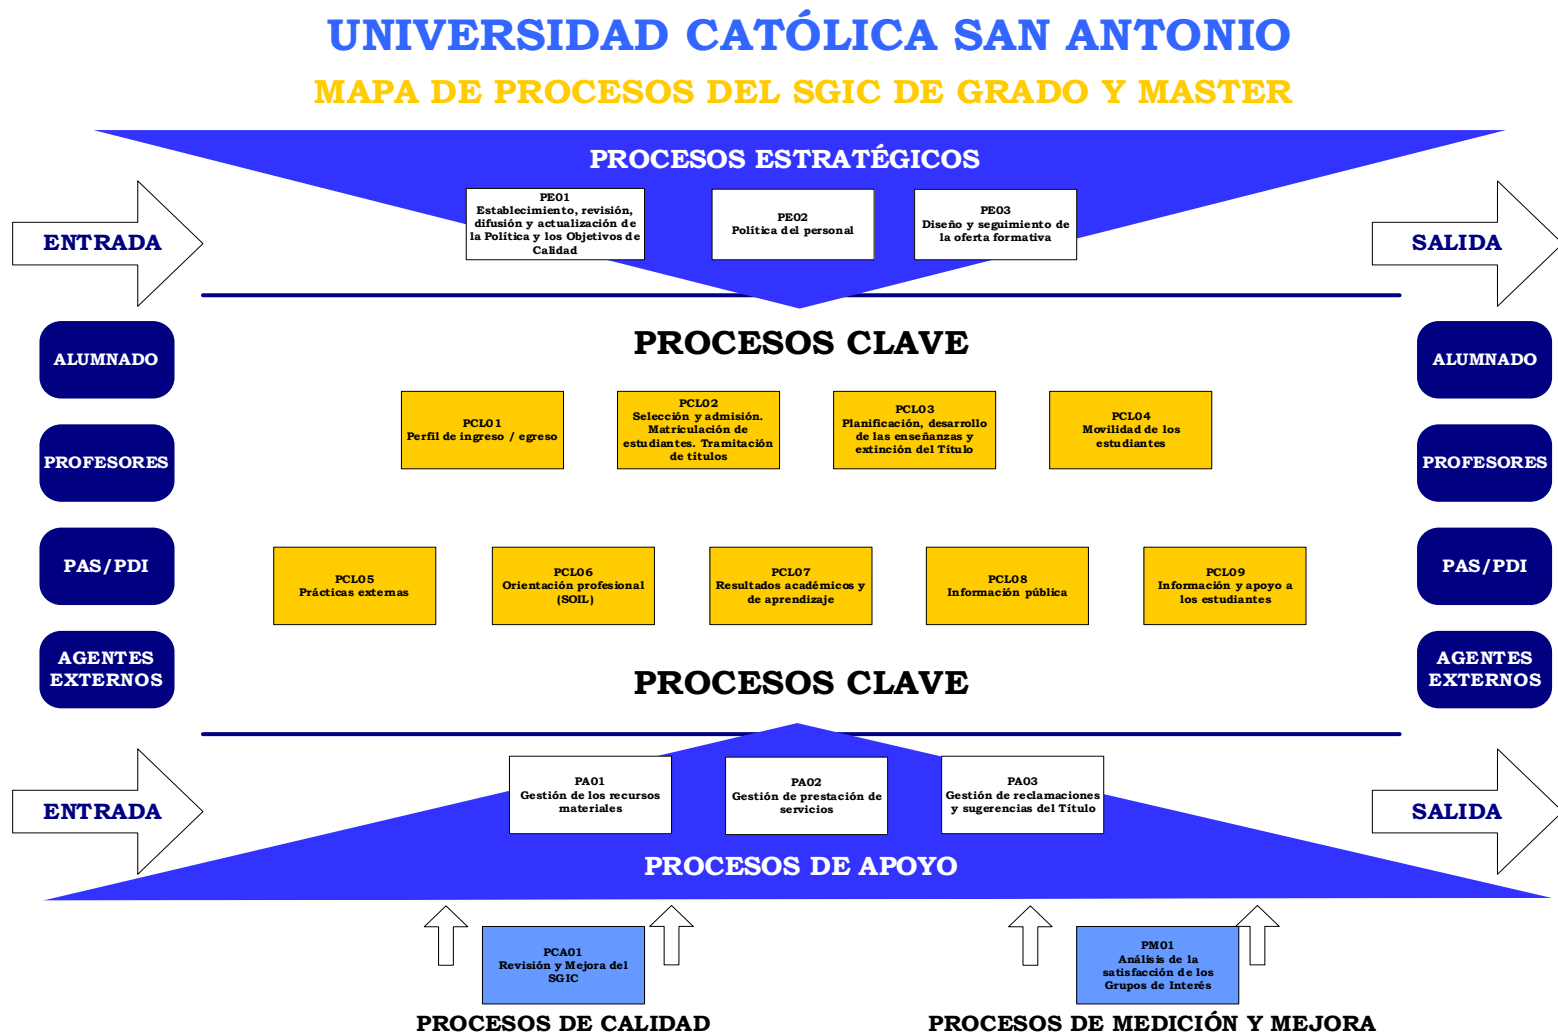 UNIVERSIDAD CATÓLICA SAN ANTONIO
MAPA DE PROCESOS DEL SGIC DE GRADO Y MASTER
PROCESOS ESTRATÉGICOS
PE01
Establecimiento, revisión,
difusión y actualización de
la Política y los Objetivos de
Calidad
PE02
Política del personal
PE03
Diseño y seguimiento de
la oferta formativa
ENTRADA
SALIDA
PROCESOS CLAVE
ALUMNADO
PROFESORES
PAS/PDI
AGENTES
EXTERNOS
PCL01
Perfil de ingreso / egreso
PCL02
Selección y admisión.
Matriculación de
estudiantes. Tramitación
de títulos
PCL03
Planificación, desarrollo
de las enseñanzas y
extinción del Título
PCL04
Movilidad de los
estudiantes
PCL05
Prácticas externas
PCL06
Orientación profesional
(SOIL)
PCL07
Resultados académicos y
de aprendizaje
PCL08
Información pública
PCL09
Información y apoyo a
los estudiantes
ALUMNADO
PROFESORES
PAS/PDI
AGENTES
EXTERNOS
PROCESOS CLAVE
ENTRADA
SALIDA
PA01
Gestión de los recursos
materiales
PA02
Gestión de prestación de
servicios
PA03
Gestión de reclamaciones
y sugerencias del Título
PROCESOS DE APOYO
PCA01
Revisión y Mejora del
SGIC
PM01
Análisis de la
satisfacción de los
Grupos de Interés
PROCESOS DE CALIDAD
PROCESOS DE MEDICIÓN Y MEJORA